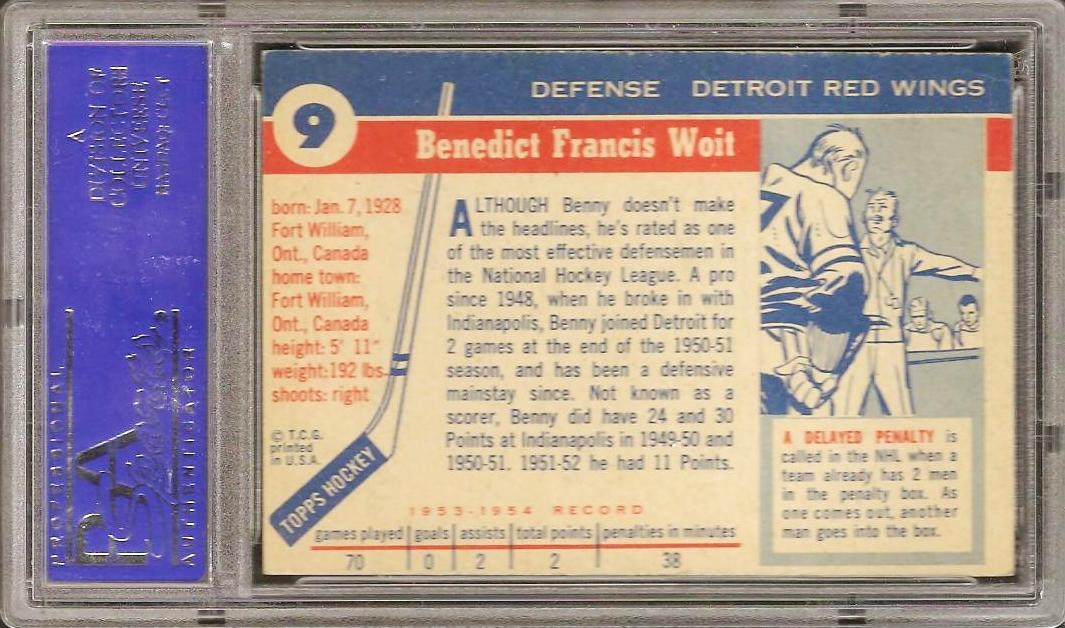 A
DIVISION OF
COLLECTORS
UNIVERSE
NASDAQ: CLCT
PROFESSIONAL
PSA
Sports
AUTHENTICATOR
9
DEFENSE DETROIT RED WINGS
Benedict Francis Woit
born: Jan. 7, 1928
Fort William,
Ont., Canada
home town:
Fort William,
Ont., Canada
height: 5' 11"
weight: 192 lbs.
shoots: right
© T.C.G.
printed
in U.S.A.
TOPPS HOCKEY
ALTHOUGH Benny doesn't make
the headlines, he's rated as one
of the most effective defensemen in
the National Hockey League. A pro
since 1948, when he broke in with
Indianapolis, Benny joined Detroit for
2 games at the end of the 1950-51
season, and has been a defensive
mainstay since. Not known as a
scorer, Benny did have 24 and 30
Points at Indianapolis in 1949-50 and
1950-51. 1951-52 he had 11 Points.
1953-1954 RECORD
games played goals assists total points penalties in minutes
70 0 2 2 38
7
A DELAYED PENALTY is
called in the NHL when a
team already has 2 men
in the penalty box. As
one comes out, another
man goes into the box.